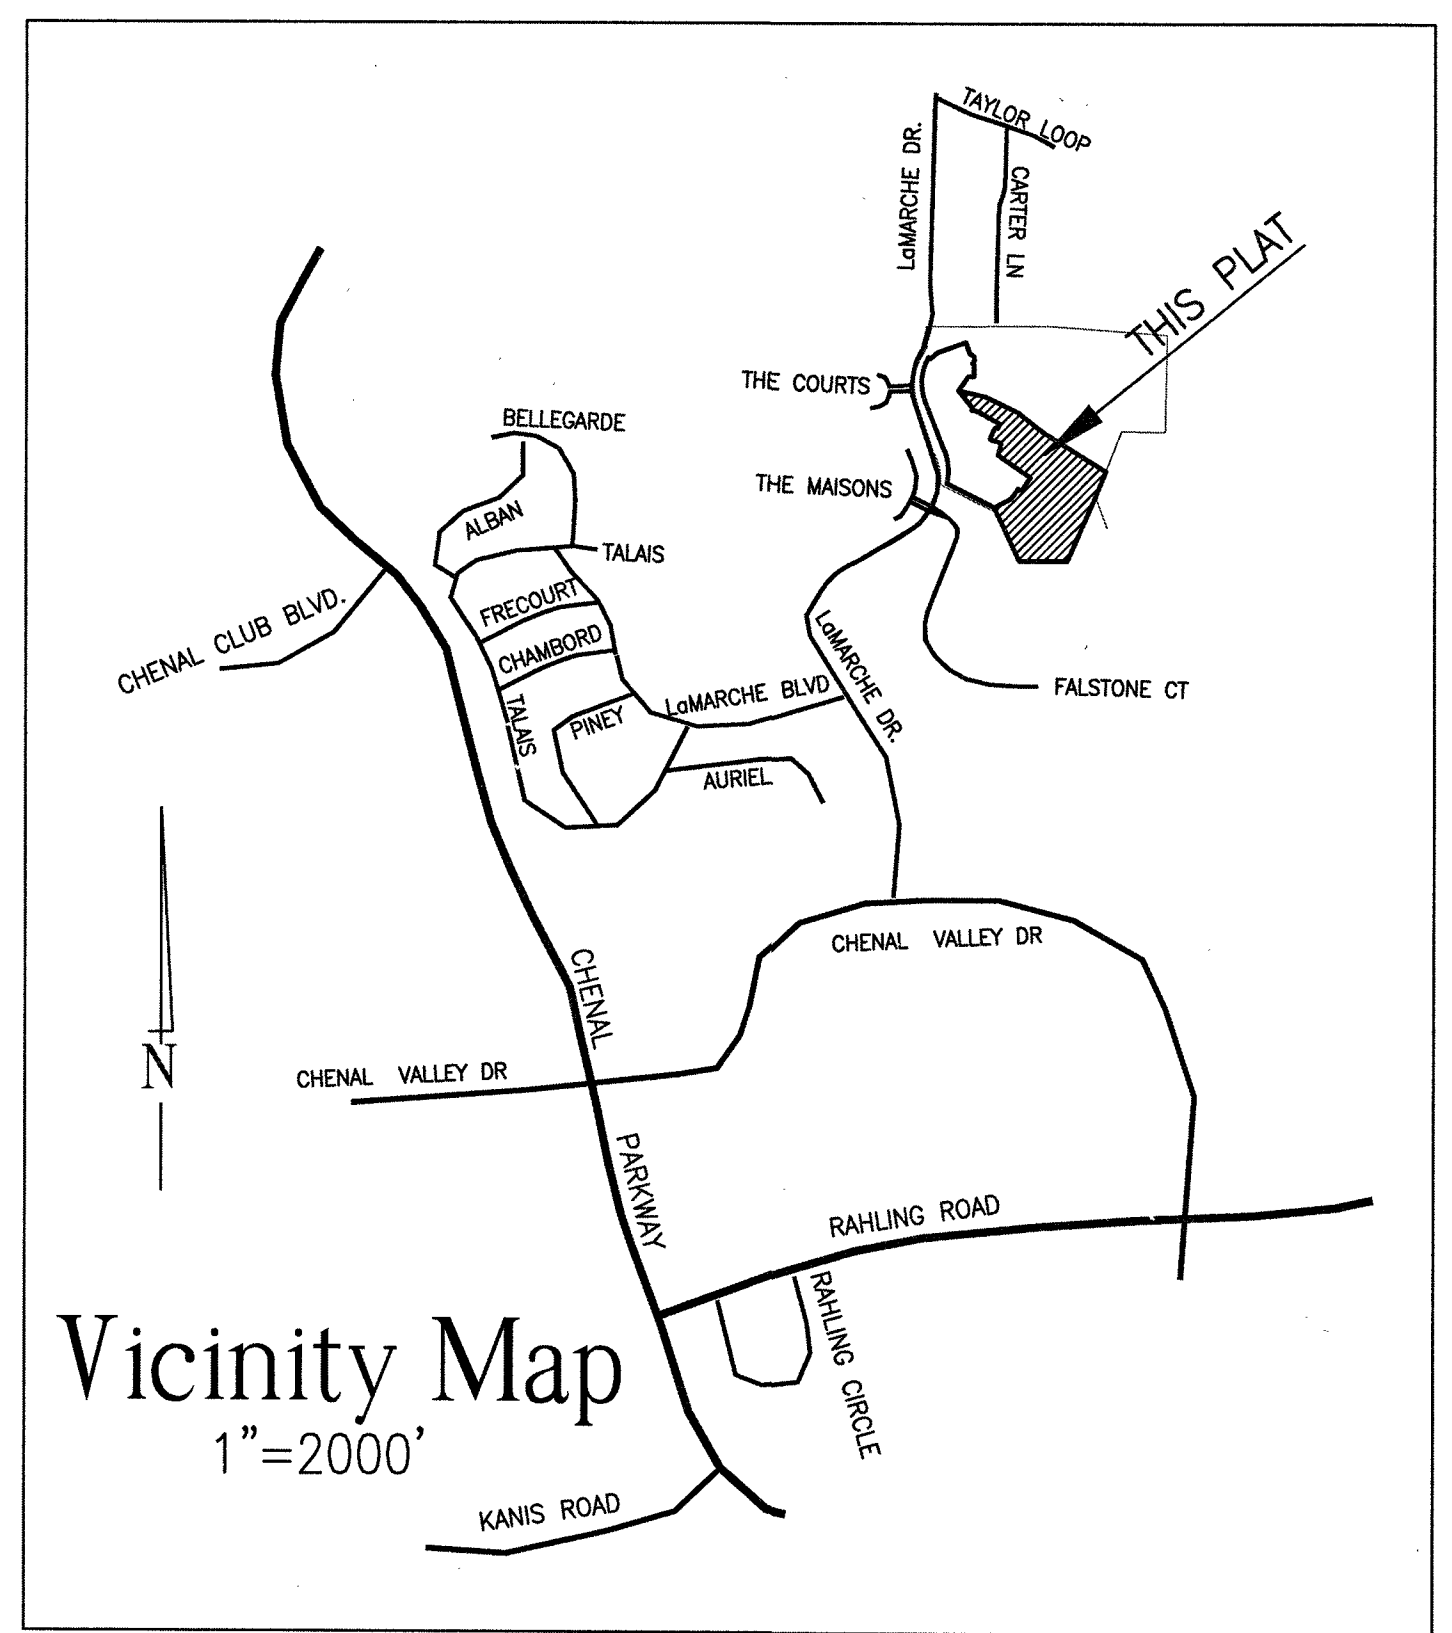 TAYLOR LOOP
LaMARCHE DR.
CARTER LN
THIS PLAT
THE COURTS
BELLEGARDE
THE MAISONS
ALBAN
TALAIS
FRECOURT
CHENAL CLUB BLVD.
CHAMBORD
LaMARCHE DR.
LaMARCHE BLVD
FALSTONE CT
TALAIS
PINEY
AURIEL
CHENAL VALLEY DR
CHENAL
N
CHENAL VALLEY DR
PARKWAY
RAHLING ROAD
RAHLING CIRCLE
Vicinity Map
1"=2000'
KANIS ROAD